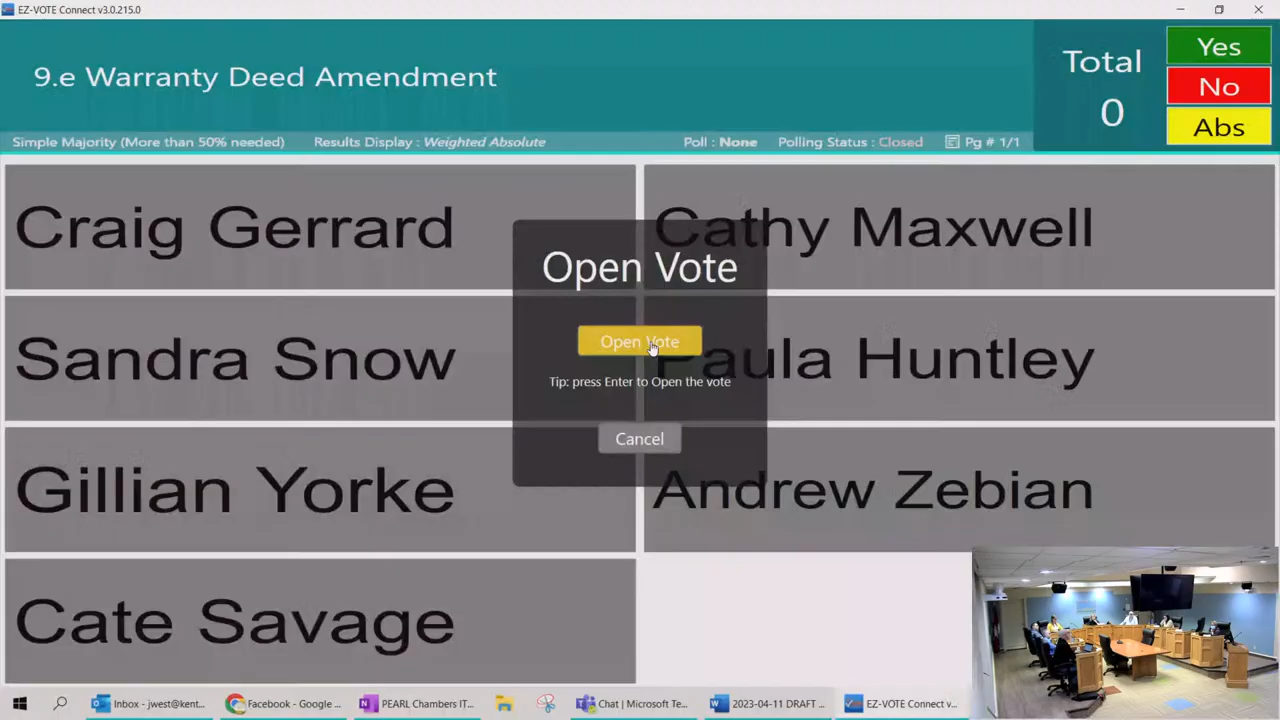 EZ-VOTE Connect v3.0.215.0
9.e Warranty Deed Amendment
Total
0
Yes
No
Abs
Simple Majority (More than 50% needed) Results Display : Weighted Absolute Poll : None Polling Status : Closed Pg # 1/1
Craig Gerrard
Cathy Maxwell
Sandra Snow
Paula Huntley
Gillian Yorke
Andrew Zebian
Cate Savage
Open Vote
Open Vote
Tip: press Enter to Open the vote
Cancel
Inbox - jwest@kent...
Facebook - Google ...
PEARL Chambers IT...
Chat | Microsoft Te...
2023-04-11 DRAFT ...
EZ-VOTE Connect v...